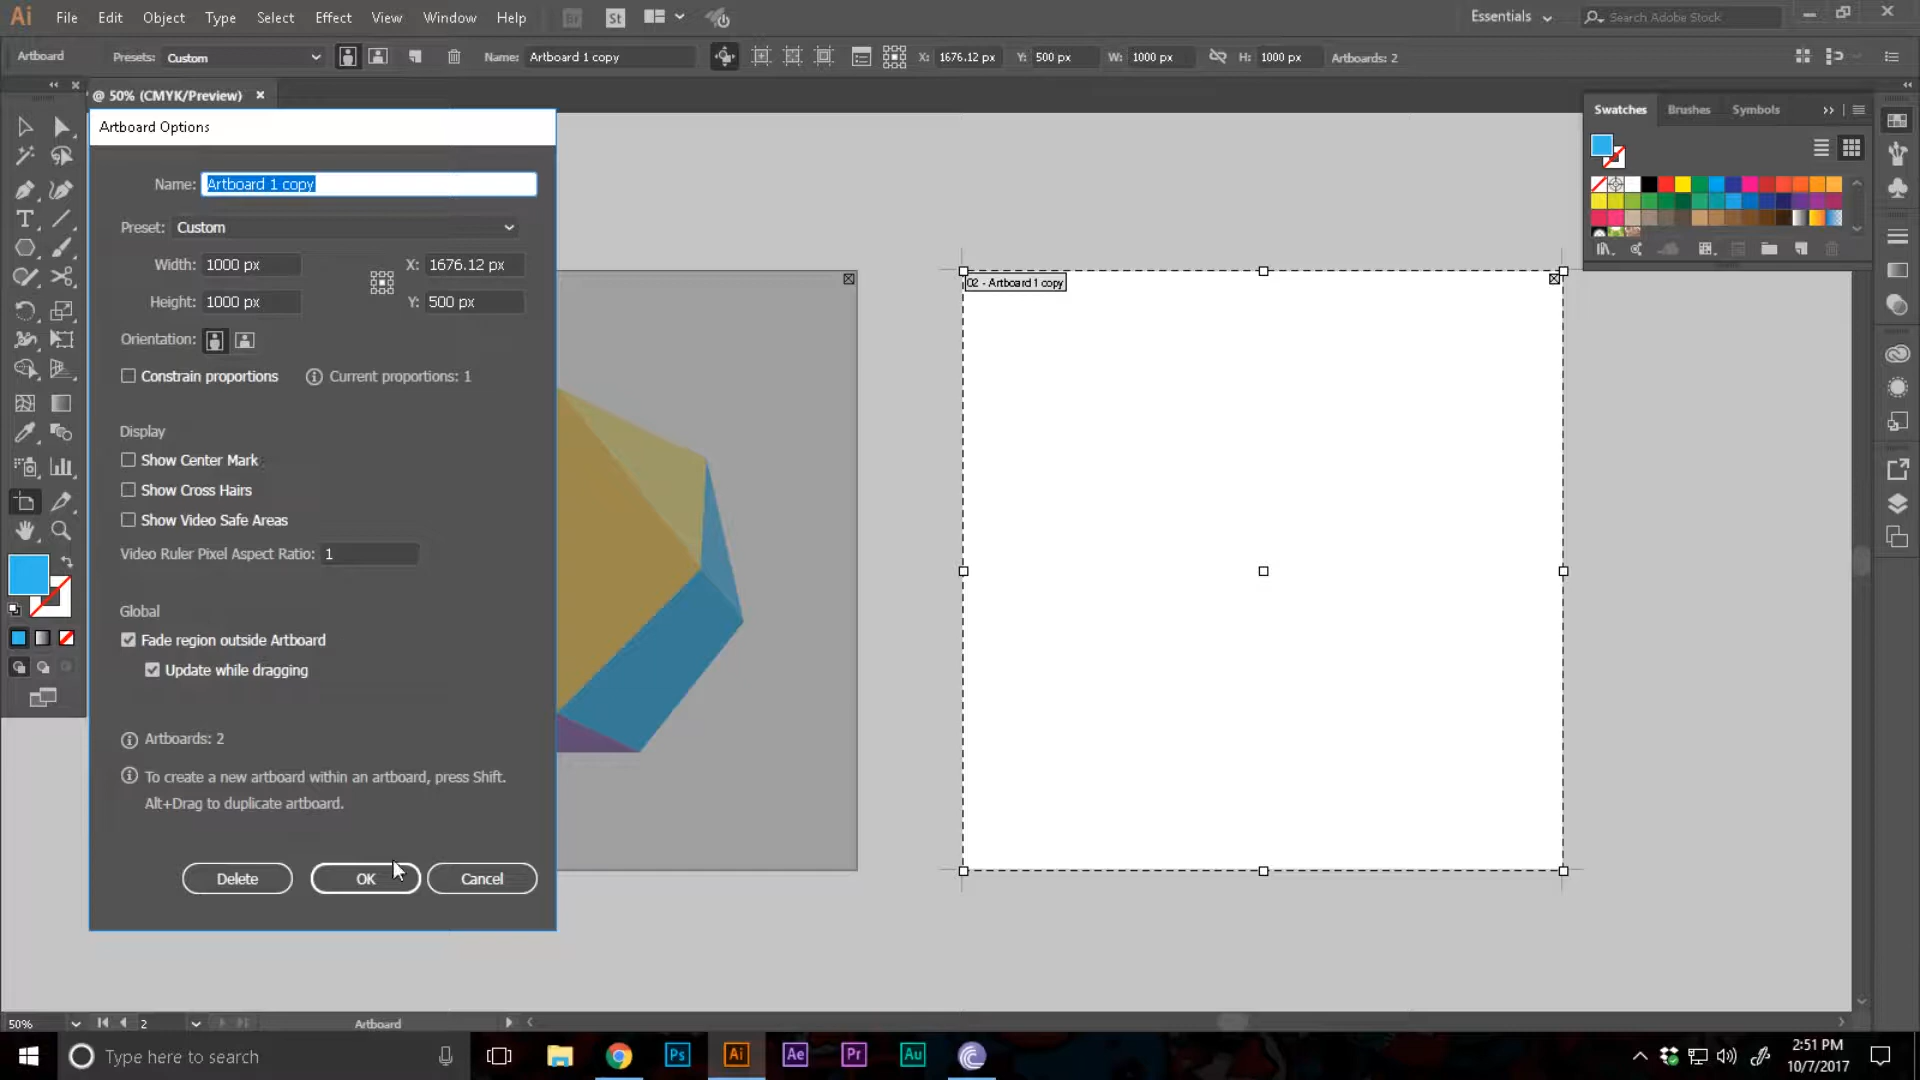 Ai File Edit Object Type Select Effect View Window Help Br St Essentials Search Adobe Stock
Artboard Presets: Custom Name: Artboard 1 copy X: 1676.12 px Y: 500 px W: 1000 px H: 1000 px Artboards: 2
@ 50% (CMYK/Preview)
Swatches Brushes Symbols
Artboard Options
Name: Artboard 1 copy
Preset: Custom
Width: 1000 px X: 1676.12 px
Height: 1000 px Y: 500 px
02 - Artboard 1 copy
Orientation:
Constrain proportions Current proportions: 1
Display
Show Center Mark
Show Cross Hairs
Show Video Safe Areas
Video Ruler Pixel Aspect Ratio: 1
Global
Fade region outside Artboard
Update while dragging
Artboards: 2
To create a new artboard within an artboard, press Shift.
Alt+Drag to duplicate artboard.
Delete OK Cancel
50% 2 Artboard
Type here to search Ps Ai Ae Pr Au 2:51 PM
10/7/2017